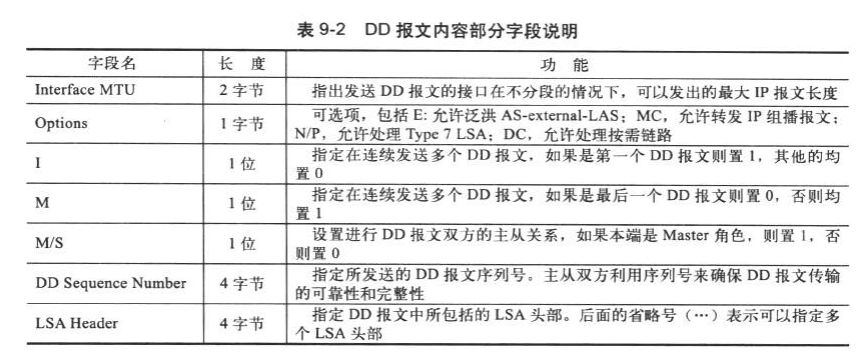 表 9-2 DD 报文内容部分字段说明
字段名 长 度 功 能
Interface MTU 2 字节 指出发送 DD 报文的接口在不分段的情况下，可以发出的最大 IP 报文长度
Options 1 字节 可选项，包括 E: 允许泛洪 AS-external-LAS；MC，允许转发 IP 组播报文；
N/P，允许处理 Type 7 LSA；DC，允许处理按需链路
I 1 位 指定在连续发送多个 DD 报文，如果是第一个 DD 报文则置 1，其他的均
置 0
M 1 位 指定在连续发送多个 DD 报文，如果是最后一个 DD 报文则置 0，否则均
置 1
M/S 1 位 设置进行 DD 报文双方的主从关系，如果本端是 Master 角色，则置 1，否
则置 0
DD Sequence Number 4 字节 指定所发送的 DD 报文序列号。主从双方利用序列号来确保 DD 报文传输
的可靠性和完整性
LSA Header 4 字节 指定 DD 报文中所包括的 LSA 头部。后面的省略号（…）表示可以指定多
个 LSA 头部